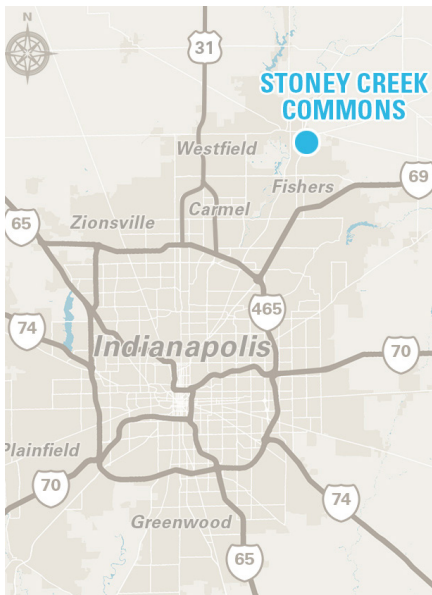 N
31
STONEY CREEK
COMMONS
Westfield
69
Fishers
Carmel
65
Zionsville
465
74
Indianapolis
70
Plainfield
70
74
Greenwood
65